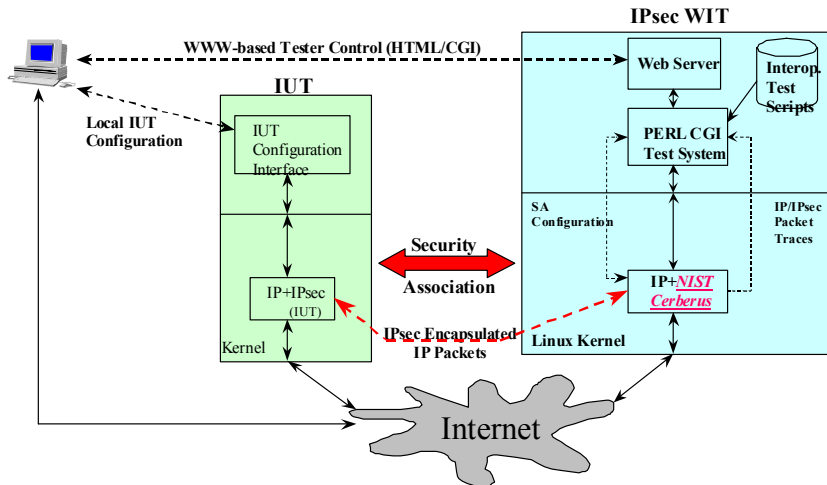 IPsec WIT
WWW-based Tester Control (HTML/CGI)
Web Server
Interop.
Test
Scripts
IUT
Local IUT
Configuration
IUT
Configuration
Interface
PERL CGI
Test System
SA
Configuration
IP/IPsec
Packet
Traces
Security
Association
IP+IPsec
(IUT)
IP+NIST
Cerberus
IPsec Encapsulated
IP Packets
Kernel
Linux Kernel
Internet